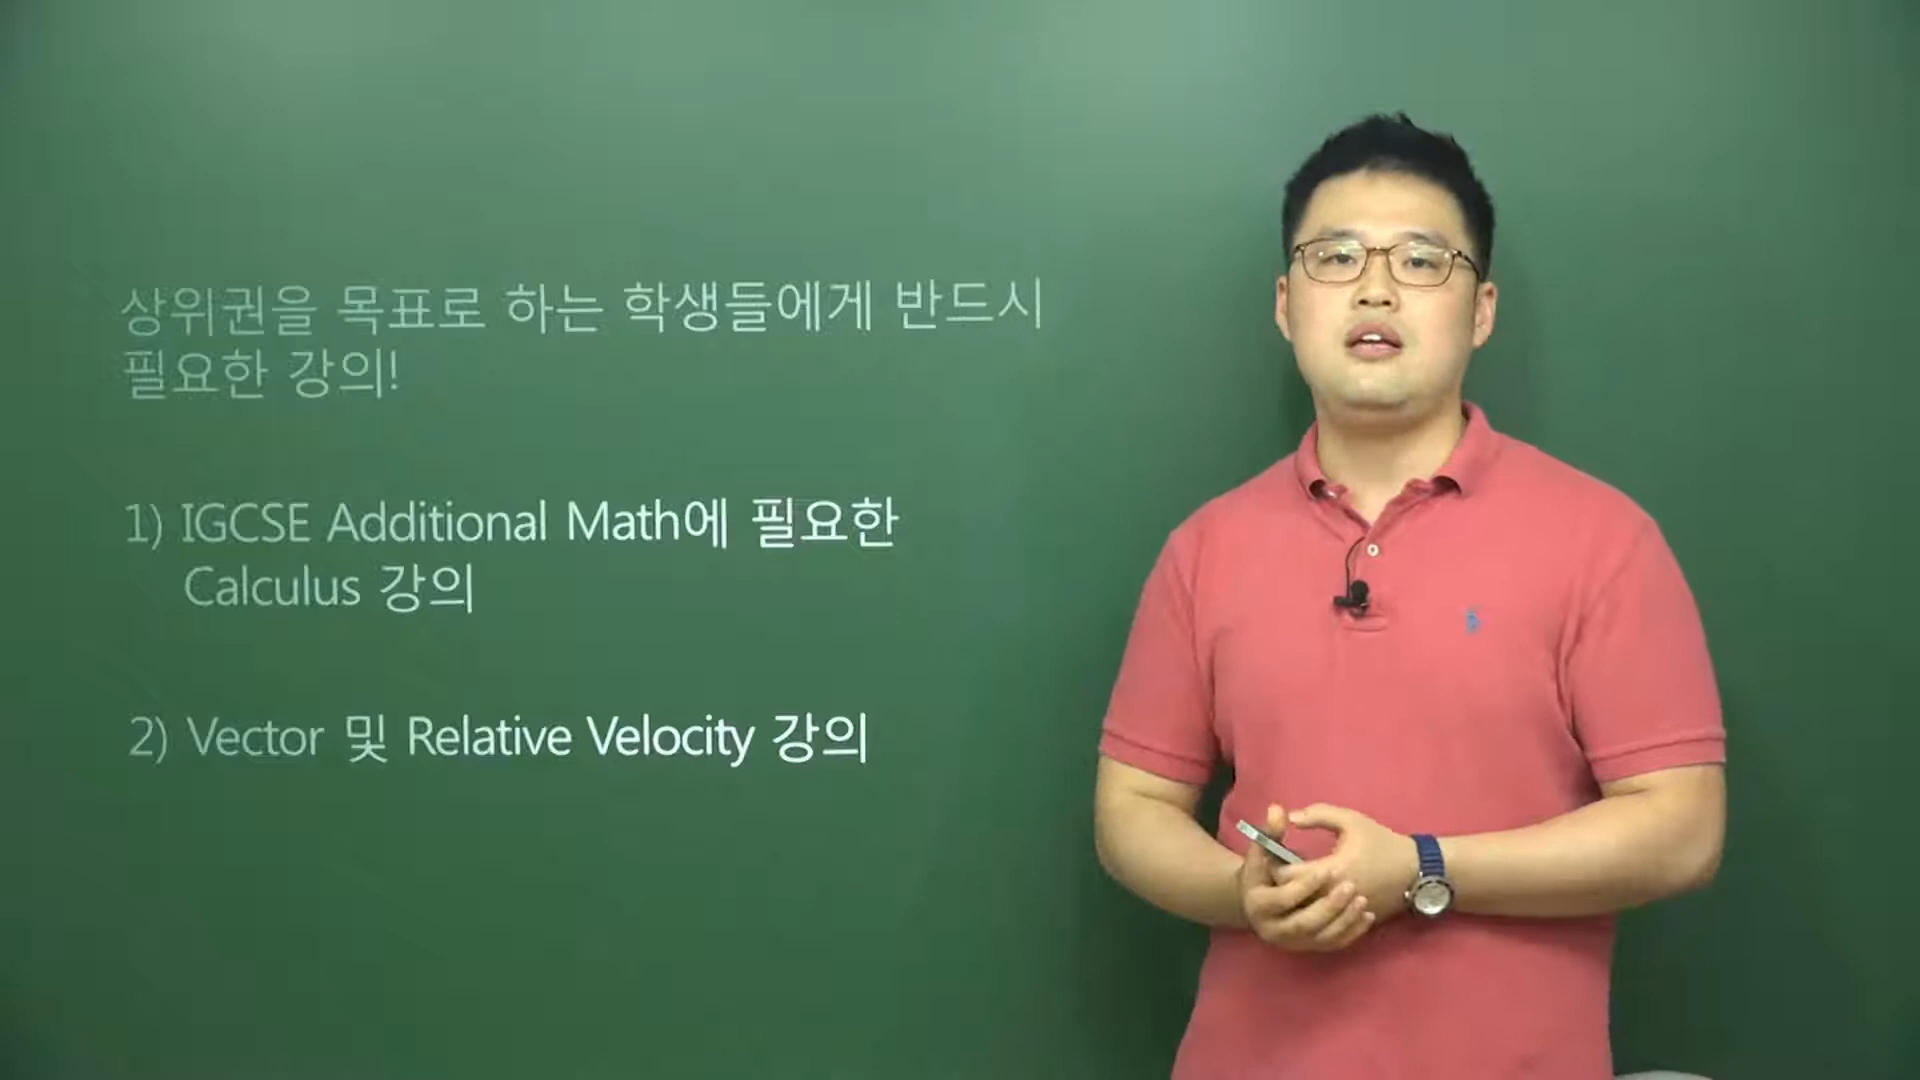 상위권을 목표로 하는 학생들에게 반드시
필요한 강의!
1) IGCSE Additional Math에 필요한
Calculus 강의
2) Vector 및 Relative Velocity 강의